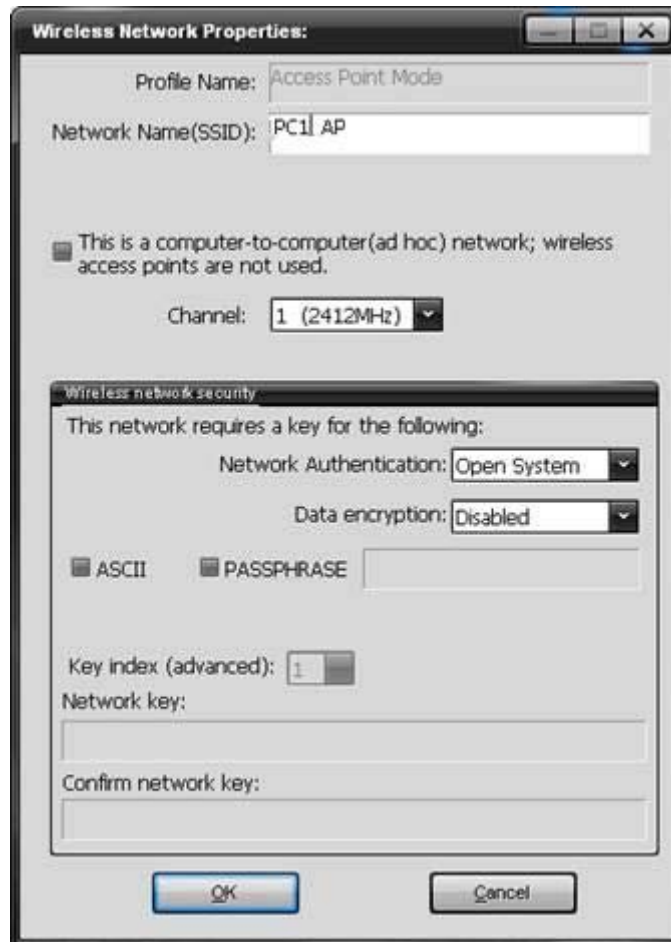 Wireless Network Properties:
Profile Name: Access Point Mode
Network Name(SSID): PC1 AP
This is a computer-to-computer(ad hoc) network; wireless
access points are not used.
Channel: 1 (2412MHz)
Wireless network security
This network requires a key for the following:
Network Authentication: Open System
Data encryption: Disabled
ASCII PASSPHRASE
Key index (advanced): 1
Network key:
Confirm network key:
OK Cancel